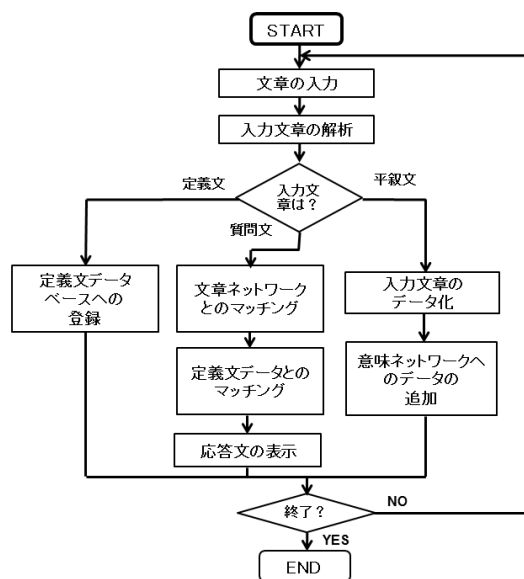 START
文章の入力
入力文章の解析
定義文
入力文
章は？
平叙文
質問文
定義文データ
ベースへの
登録
文章ネットワーク
とのマッチング
入力文章の
データ化
定義文データとの
マッチング
意味ネットワークへ
のデータの
追加
応答文の表示
終了？
NO
YES
END